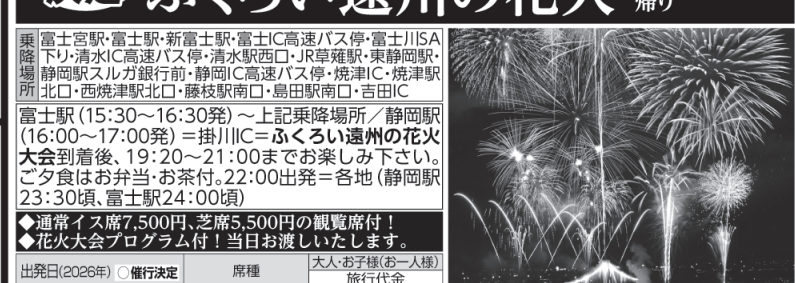 ふくろい遠州の花火
帰り
乗降場所
富士宮駅・富士駅・新富士駅・富士IC高速バス停・富士川SA
下り・清水IC高速バス停・清水駅西口・JR草薙駅・東静岡駅・
静岡駅スルガ銀行前・静岡IC高速バス停・焼津IC・焼津駅
北口・西焼津駅北口・藤枝駅南口・島田駅南口・吉田IC
富士駅(15:30～16:30発)～上記乗降場所/静岡駅
(16:00～17:00発)＝掛川IC＝ふくろい遠州の花火
大会到着後、19:20～21:00までお楽しみ下さい。
ご夕食はお弁当・お茶付。22:00出発＝各地(静岡駅
23:30頃、富士駅24:00頃)
◆通常イス席7,500円、芝席5,500円の観覧席付!
◆花火大会プログラム付!当日お渡しいたします。
出発日(2026年) ○催行決定
席種
大人・お子様(お一人様)
旅行代金